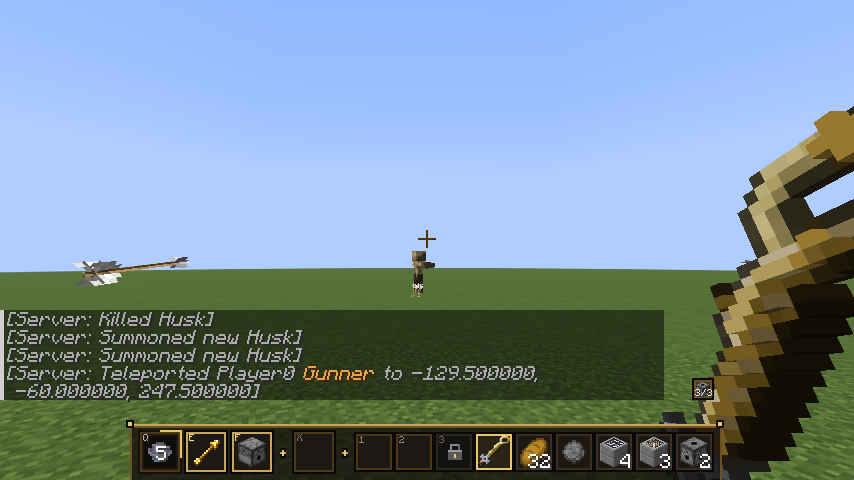 [Server: Killed Husk]
[Server: Summoned new Husk]
[Server: Summoned new Husk]
[Server: Teleported Player0 Gunner to -129.500000,
-60.000000, 247.500000]
3/3
Q E F X 1 2 3
5 32 4 3 2